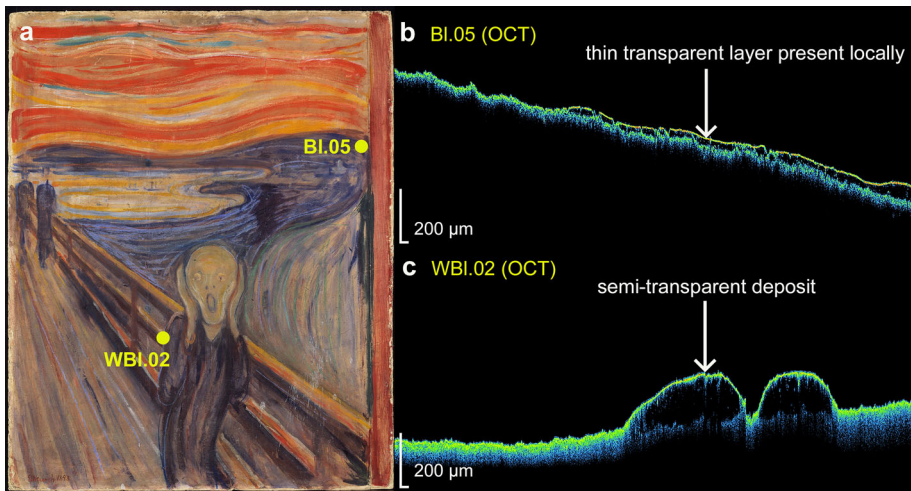 a
BI.05
WBI.02
b BI.05 (OCT)
thin transparent layer present locally
200 µm
c WBI.02 (OCT)
semi-transparent deposit
200 µm